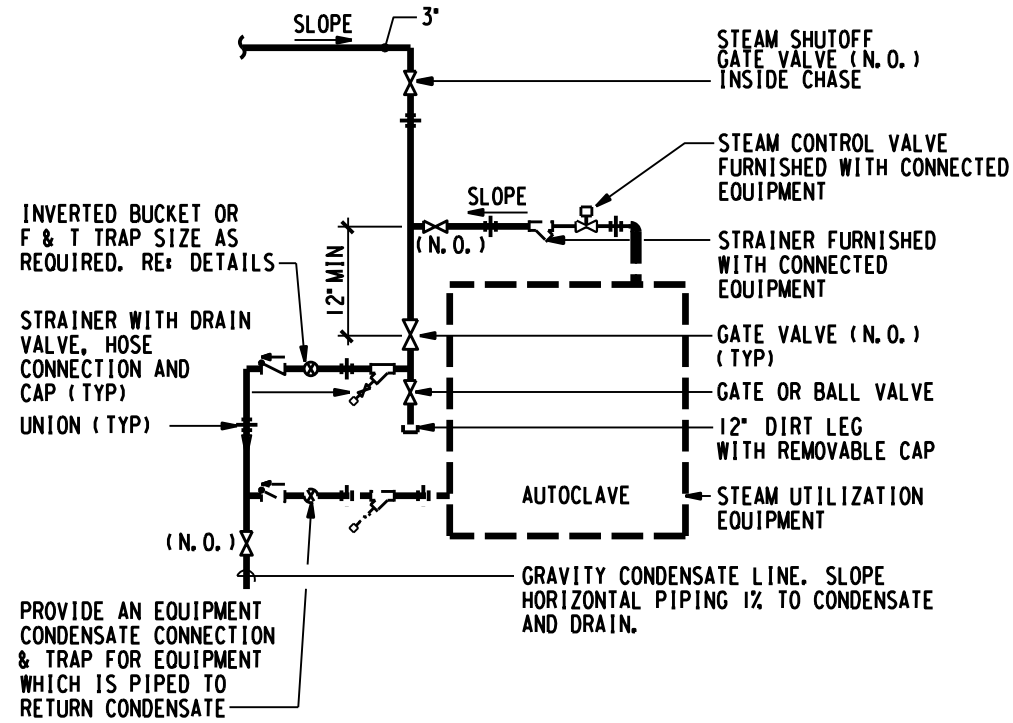 SLOPE
3"
STEAM SHUTOFF
GATE VALVE (N.O.)
INSIDE CHASE
STEAM CONTROL VALVE
FURNISHED WITH CONNECTED
EQUIPMENT
SLOPE
(N.O.)
STRAINER FURNISHED
WITH CONNECTED
EQUIPMENT
INVERTED BUCKET OR
F & T TRAP SIZE AS
REQUIRED. RE: DETAILS
12" MIN
STRAINER WITH DRAIN
VALVE, HOSE
CONNECTION AND
CAP (TYP)
UNION (TYP)
GATE VALVE (N.O.)
(TYP)
GATE OR BALL VALVE
12" DIRT LEG
WITH REMOVABLE CAP
AUTOCLAVE
STEAM UTILIZATION
EQUIPMENT
(N.O.)
GRAVITY CONDENSATE LINE. SLOPE
HORIZONTAL PIPING 1% TO CONDENSATE
AND DRAIN.
PROVIDE AN EQUIPMENT
CONDENSATE CONNECTION
& TRAP FOR EQUIPMENT
WHICH IS PIPED TO
RETURN CONDENSATE